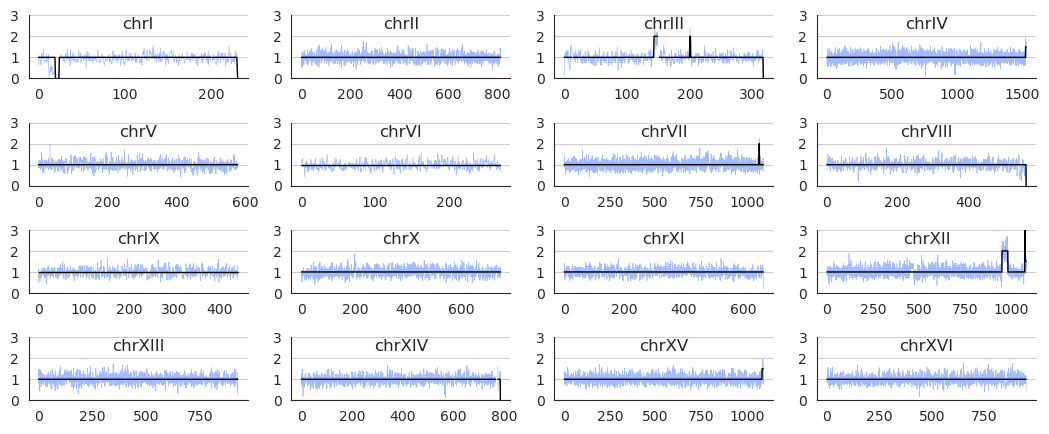 3 2 1 0 chrI 0 100 200
3 2 1 0 chrII 0 200 400 600 800
3 2 1 0 chrIII 0 100 200 300
3 2 1 0 chrIV 0 500 1000 1500
3 2 1 0 chrV 0 200 400 600
3 2 1 0 chrVI 0 100 200
3 2 1 0 chrVII 0 250 500 750 1000
3 2 1 0 chrVIII 0 200 400
3 2 1 0 chrIX 0 100 200 300 400
3 2 1 0 chrX 0 200 400 600
3 2 1 0 chrXI 0 200 400 600
3 2 1 0 chrXII 0 250 500 750 1000
3 2 1 0 chrXIII 0 250 500 750
3 2 1 0 chrXIV 0 200 400 600 800
3 2 1 0 chrXV 0 250 500 750 1000
3 2 1 0 chrXVI 0 250 500 750